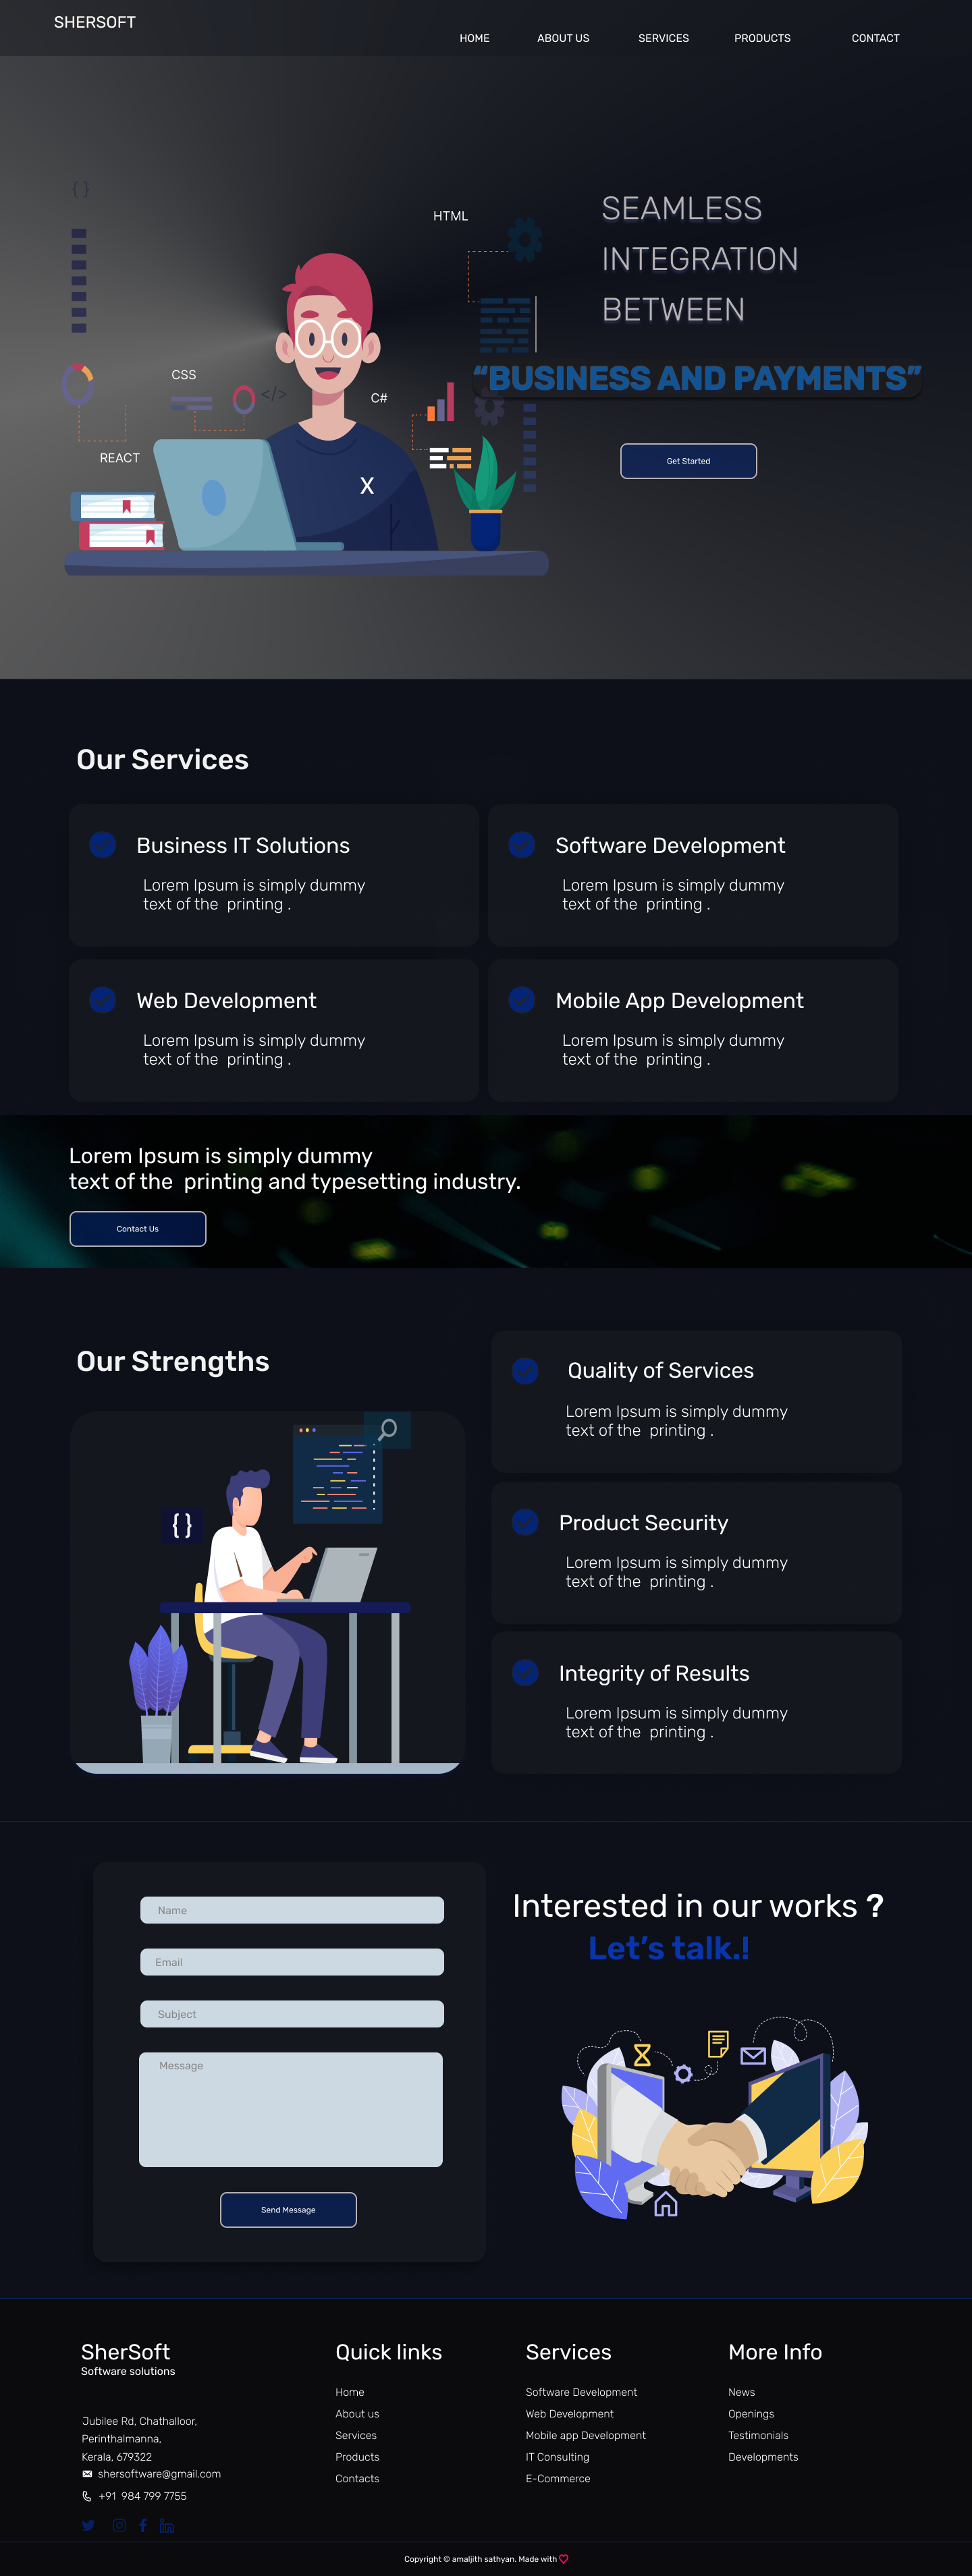 SHERSOFT
HOME ABOUT US SERVICES PRODUCTS CONTACT
{ }
HTML
SEAMLESS
INTEGRATION
BETWEEN
“BUSINESS AND PAYMENTS”
CSS
</>
C#
REACT
X
Get Started
Our Services
Business IT Solutions
Lorem Ipsum is simply dummy
text of the printing .
Software Development
Lorem Ipsum is simply dummy
text of the printing .
Web Development
Lorem Ipsum is simply dummy
text of the printing .
Mobile App Development
Lorem Ipsum is simply dummy
text of the printing .
Lorem Ipsum is simply dummy
text of the printing and typesetting industry.
Contact Us
Our Strengths
{ }
Quality of Services
Lorem Ipsum is simply dummy
text of the printing .
Product Security
Lorem Ipsum is simply dummy
text of the printing .
Integrity of Results
Lorem Ipsum is simply dummy
text of the printing .
Name
Email
Subject
Message
Send Message
Interested in our works ?
Let’s talk.!
SherSoft
Software solutions
Jubilee Rd, Chathalloor,
Perinthalmanna,
Kerala, 679322
shersoftware@gmail.com
+91 984 799 7755
Quick links
Home
About us
Services
Products
Contacts
Services
Software Development
Web Development
Mobile app Development
IT Consulting
E-Commerce
More Info
News
Openings
Testimonials
Developments
Copyright © amaljith sathyan. Made with